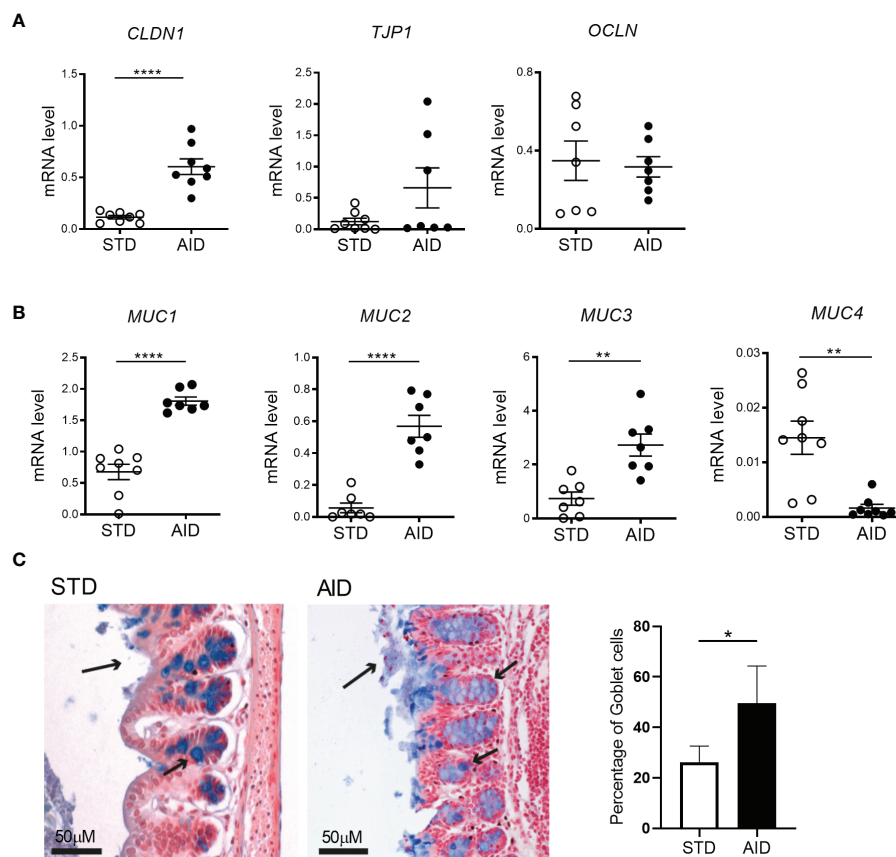 A
CLDN1
TJP1
OCLN
mRNA level
1.5
1.0
0.5
0.0
****
STD
AID
mRNA level
2.5
2.0
1.5
1.0
0.5
0.0
STD
AID
mRNA level
0.8
0.4
0.0
STD
AID
B
MUC1
MUC2
MUC3
MUC4
mRNA level
2.5
2.0
1.5
1.0
0.5
0.0
****
STD
AID
mRNA level
1.0
0.8
0.6
0.4
0.2
0.0
****
STD
AID
mRNA level
6
4
2
0
**
STD
AID
mRNA level
0.03
0.02
0.01
0.00
**
STD
AID
C
STD
AID
50μM
50μM
Percentage of Goblet cells
80
60
40
20
0
*
STD
AID